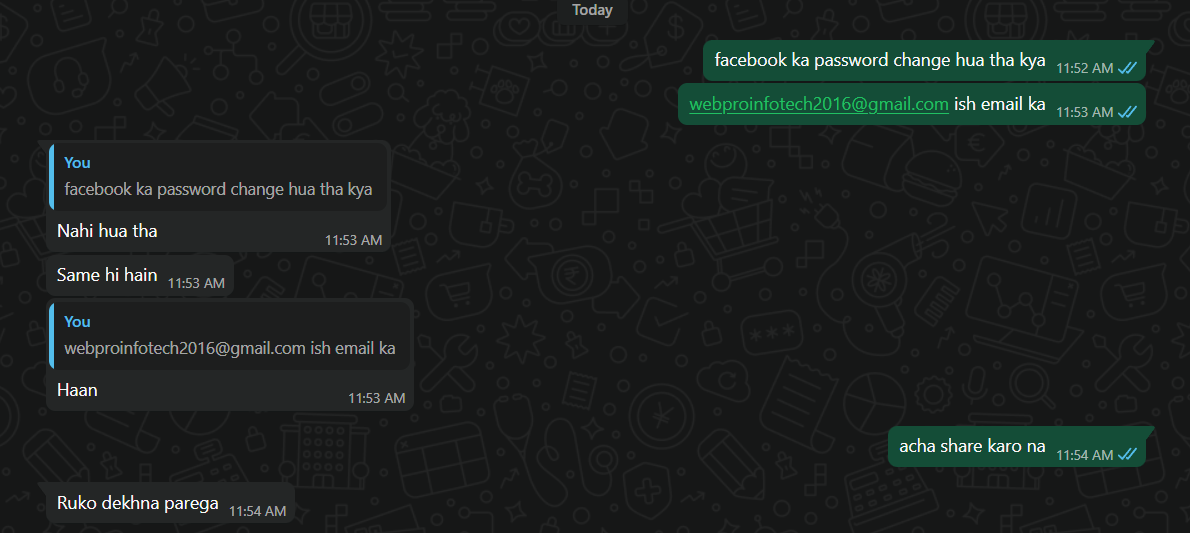 Today
facebook ka password change hua tha kya 11:52 AM
webproinfotech2016@gmail.com ish email ka 11:53 AM
You
facebook ka password change hua tha kya
Nahi hua tha 11:53 AM
Same hi hain 11:53 AM
You
webproinfotech2016@gmail.com ish email ka
Haan 11:53 AM
acha share karo na 11:54 AM
Ruko dekhna parega 11:54 AM